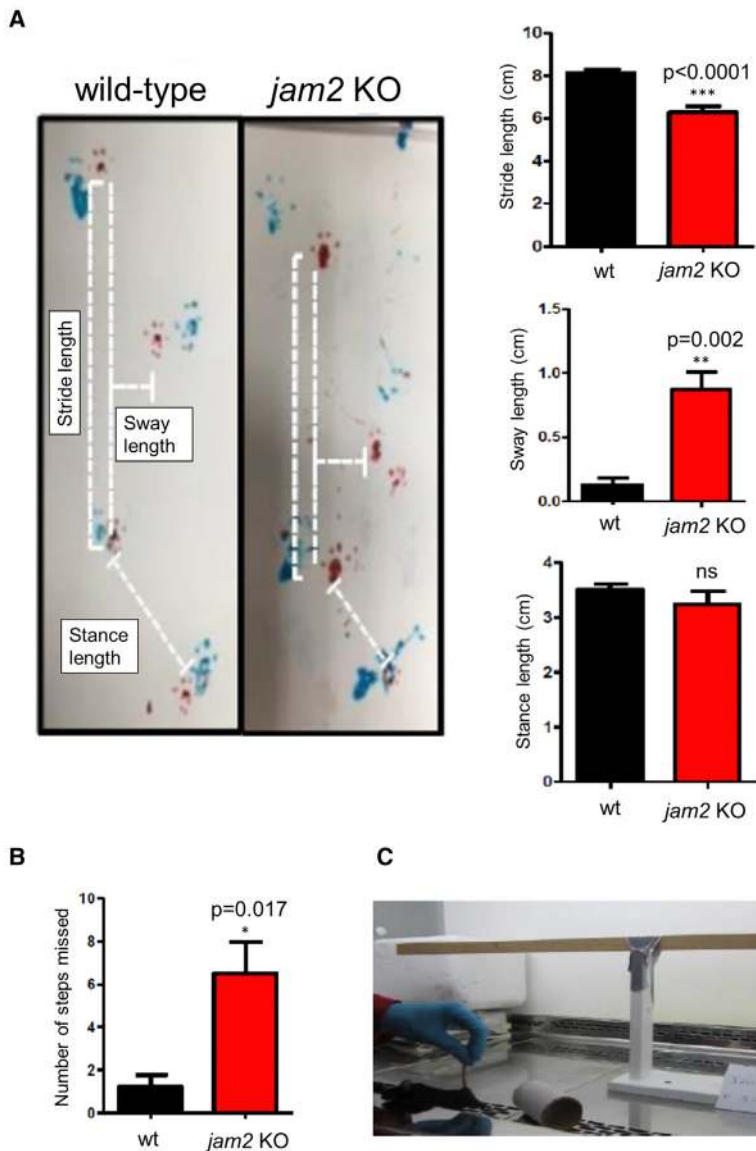 A
wild-type
jam2 KO
Stride length
Sway
length
Stance
length
Stride length (cm)
10
8
6
4
2
0
p<0.0001
***
wt
jam2 KO
Sway length (cm)
1.5
1.0
0.5
0.0
p=0.002
**
wt
jam2 KO
Stance length (cm)
4
3
2
1
0
ns
wt
jam2 KO
B
Number of steps missed
10
8
6
4
2
0
p=0.017
*
wt
jam2 KO
C